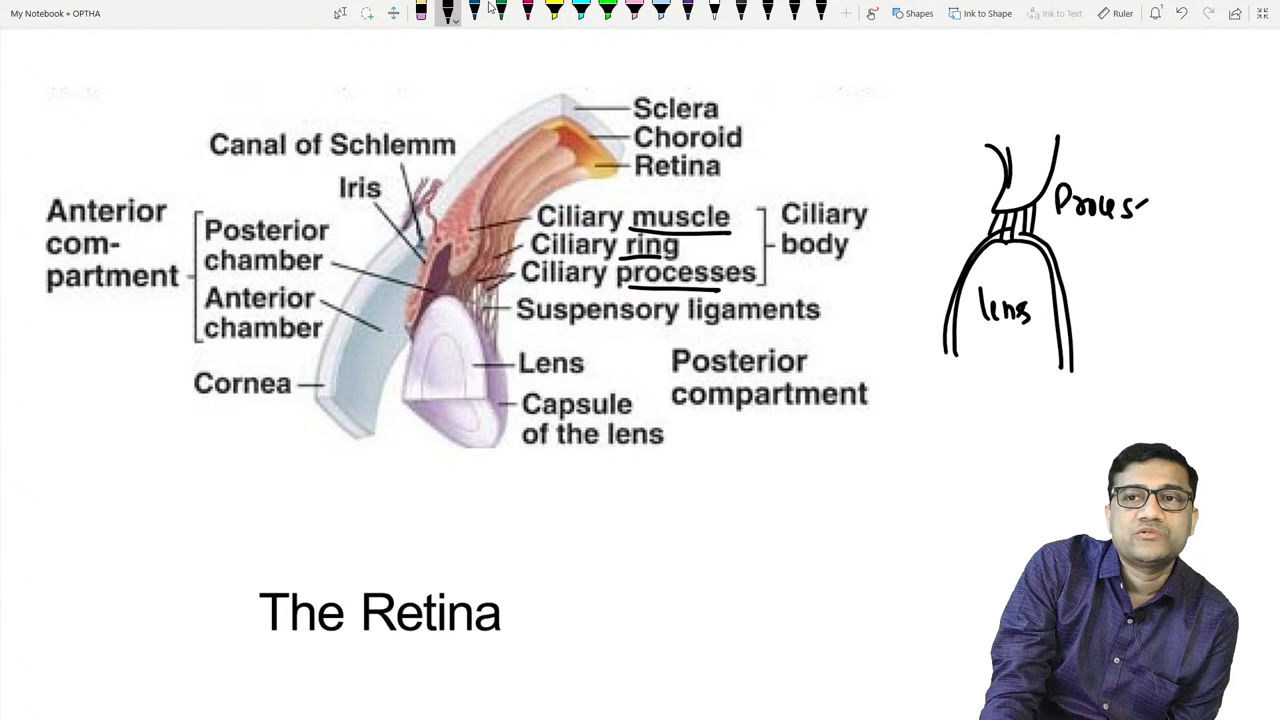 My Notebook » OPTHA
Shapes
Ink to Shape
Ink to Text
Ruler
Sclera
Choroid
Retina
Canal of Schlemm
Iris
Anterior
com-
partment
Posterior
chamber
Anterior
chamber
Cornea
Ciliary muscle
Ciliary ring
Ciliary processes
Ciliary
body
Suspensory ligaments
Lens
Capsule
of the lens
Posterior
compartment
Proces
lens
The Retina